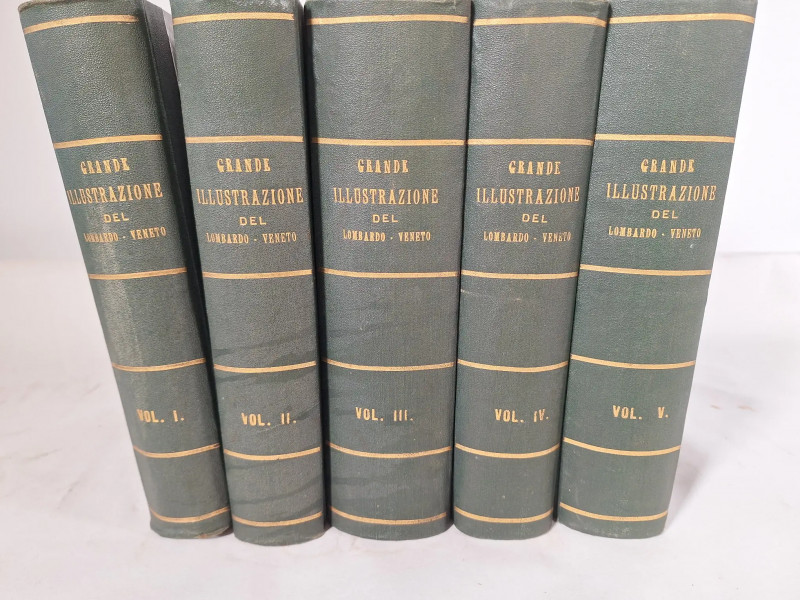 GRANDE
ILLUSTRAZIONE
DEL
LOMBARDO - VENETO
VOL. I.
GRANDE
ILLUSTRAZIONE
DEL
LOMBARDO - VENETO
VOL. II.
GRANDE
ILLUSTRAZIONE
DEL
LOMBARDO - VENETO
VOL. III.
GRANDE
ILLUSTRAZIONE
DEL
LOMBARDO - VENETO
VOL. IV.
GRANDE
ILLUSTRAZIONE
DEL
LOMBARDO - VENETO
VOL. V.